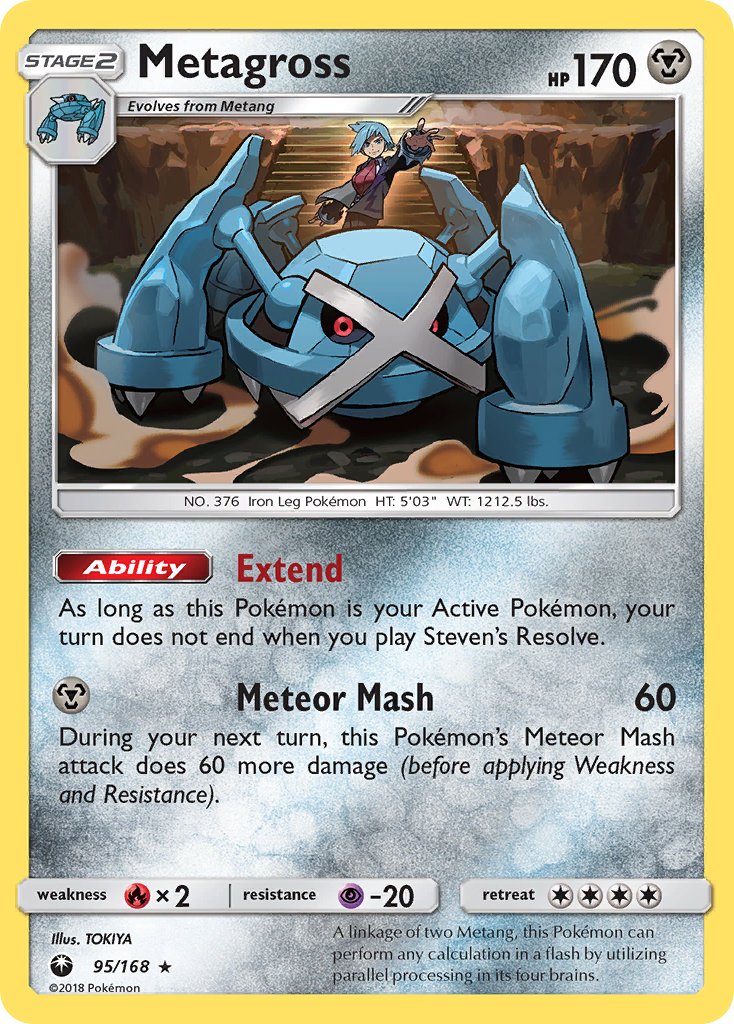 STAGE2
Metagross
HP170
Evolves from Metang
NO. 376 Iron Leg Pokémon HT: 5'03" WT: 1212.5 lbs.
Ability Extend
As long as this Pokémon is your Active Pokémon, your
turn does not end when you play Steven's Resolve.
Meteor Mash 60
During your next turn, this Pokémon's Meteor Mash
attack does 60 more damage (before applying Weakness
and Resistance).
weakness ×2 resistance -20 retreat
Illus. TOKIYA
95/168 ★
©2018 Pokémon
A linkage of two Metang, this Pokémon can
perform any calculation in a flash by utilizing
parallel processing in its four brains.